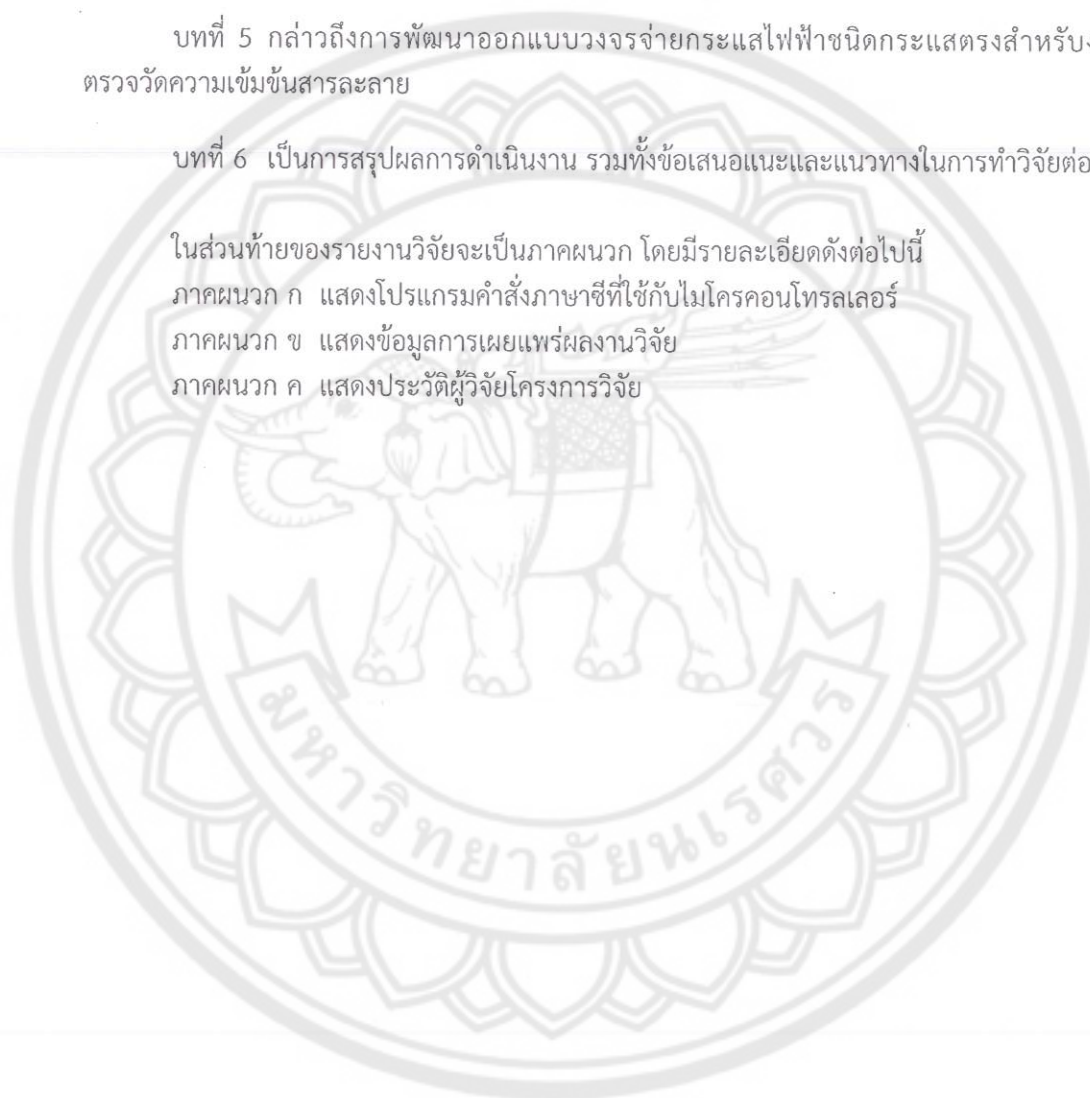 บทที่ 5 กล่าวถึงการพัฒนาออกแบบวงจรจ่ายกระแสไฟฟ้าชนิดกระแสตรงสำหรับ
ตรวจวัดความเข้มข้นสารละลาย
บทที่ 6 เป็นการสรุปผลการดำเนินงาน รวมทั้งข้อเสนอแนะและแนวทางในการทำวิจัยต่อ
ในส่วนท้ายของรายงานวิจัยจะเป็นภาคผนวก โดยมีรายละเอียดดังต่อไปนี้
ภาคผนวก ก แสดงโปรแกรมคำสั่งภาษาซีที่ใช้กับไมโครคอนโทรลเลอร์
ภาคผนวก ข แสดงข้อมูลการเผยแพร่ผลงานวิจัย
ภาคผนวก ค แสดงประวัติผู้วิจัยโครงการวิจัย
มหาวิทยาลัยนเรศวร